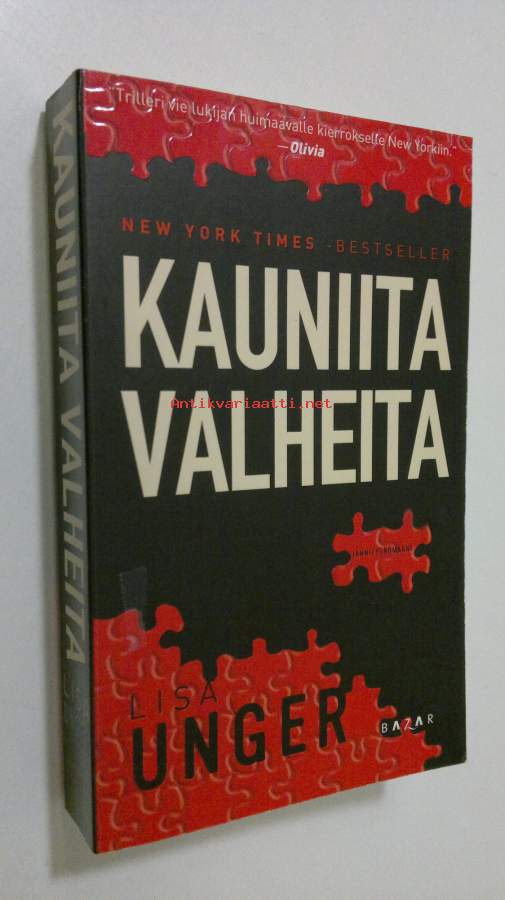 "Trilleri vie lukijan huimaavalle kierrokselle New Yorkiin."
—Olivia
NEW YORK TIMES -BESTSELLER
KAUNIITA
VALHEITA
Antikvariaatti.net
JÄNNITYSROMAANI
LISA
UNGER
BAZAR
KAUNIITA VALHEITA
LISA